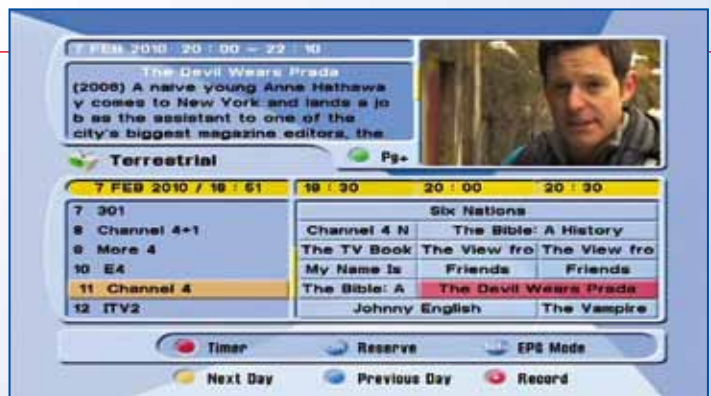 7 FEB 2010 20 : 00 ~ 22 : 10
The Devil Wears Prada
(2006) A naive young Anne Hathawa
y comes to New York and lands a jo
b as the assistant to one of the
city's biggest magazine editors, the
Terrestrial
Pg+
7 FEB 2010 / 18 : 51 19 : 30 20 : 00 20 : 30
7 301 Six Nations
8 Channel 4+1 Channel 4 N The Bible: A History
9 More 4 The TV Book The View fro The View fro
10 E4 My Name Is Friends Friends
11 Channel 4 The Bible: A The Devil Wears Prada
12 ITV2 Johnny English The Vampire
Timer Reserve EPG Mode
Next Day Previous Day Record